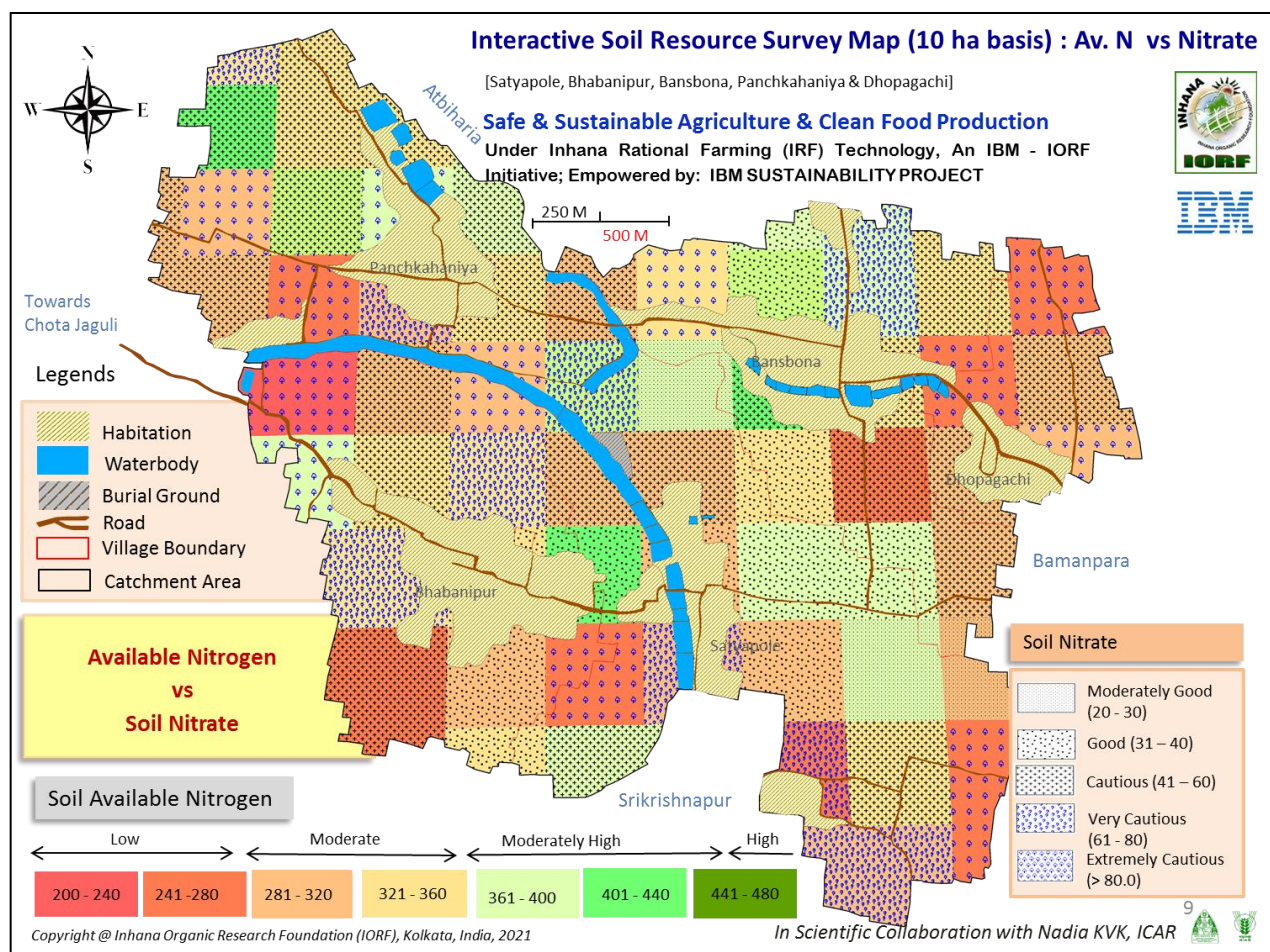 Interactive Soil Resource Survey Map (10 ha basis) : Av. N vs Nitrate
[Satyapole, Bhabanipur, Bansbona, Panchkahaniya & Dhopagachi]
Safe & Sustainable Agriculture & Clean Food Production
Under Inhana Rational Farming (IRF) Technology, An IBM - IORF
Initiative; Empowered by: IBM SUSTAINABILITY PROJECT
N
W
E
S
Atbiharia
INHANA
ORGANIC RESEARCH FOUNDATION
IORF
IBM
250 M
500 M
Panchkahaniya
Towards
Chota Jaguli
Bansbona
Dhopagachi
Bamanpara
Bhabanipur
Satyapole
Srikrishnapur
Legends
Habitation
Waterbody
Burial Ground
Road
Village Boundary
Catchment Area
Available Nitrogen
vs
Soil Nitrate
Soil Nitrate
Moderately Good
(20 - 30)
Good (31 – 40)
Cautious (41 – 60)
Very Cautious
(61 - 80)
Extremely Cautious
(> 80.0)
Soil Available Nitrogen
Low
Moderate
Moderately High
High
200 - 240
241 -280
281 - 320
321 - 360
361 - 400
401 - 440
441 - 480
9
Copyright @ Inhana Organic Research Foundation (IORF), Kolkata, India, 2021
In Scientific Collaboration with Nadia KVK, ICAR